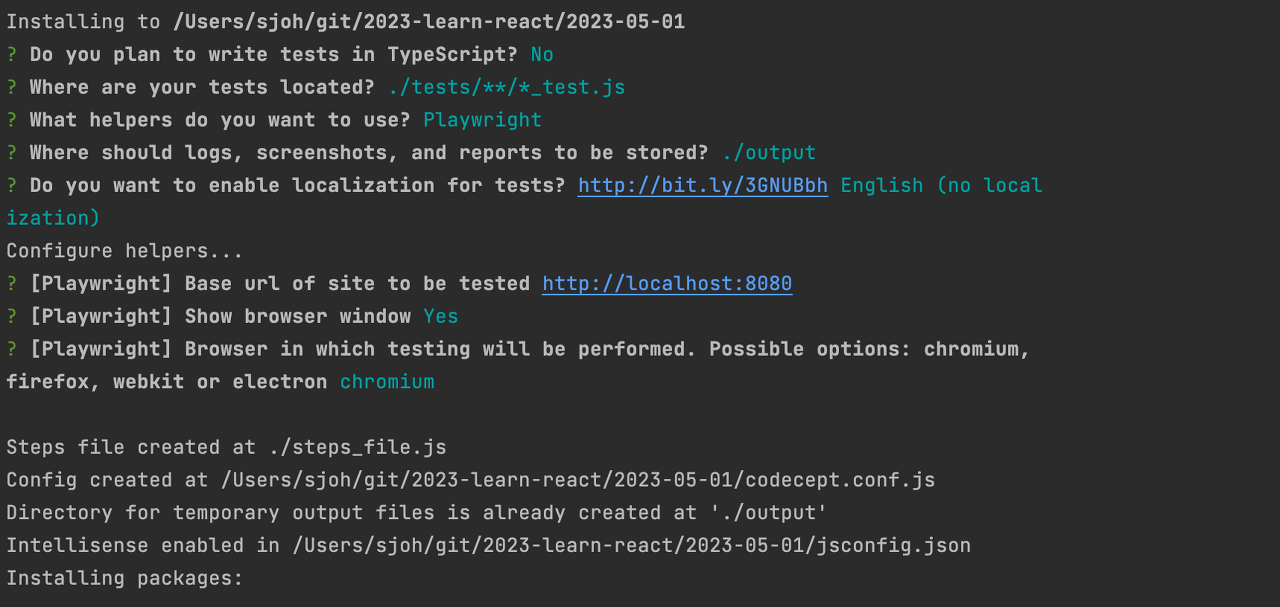 Installing to /Users/sjoh/git/2023-learn-react/2023-05-01
? Do you plan to write tests in TypeScript? No
? Where are your tests located? ./tests/**/*_test.js
? What helpers do you want to use? Playwright
? Where should logs, screenshots, and reports to be stored? ./output
? Do you want to enable localization for tests? http://bit.ly/3GNUBbh English (no local
ization)
Configure helpers...
? [Playwright] Base url of site to be tested http://localhost:8080
? [Playwright] Show browser window Yes
? [Playwright] Browser in which testing will be performed. Possible options: chromium,
firefox, webkit or electron chromium
Steps file created at ./steps_file.js
Config created at /Users/sjoh/git/2023-learn-react/2023-05-01/codecept.conf.js
Directory for temporary output files is already created at './output'
Intellisense enabled in /Users/sjoh/git/2023-learn-react/2023-05-01/jsconfig.json
Installing packages: